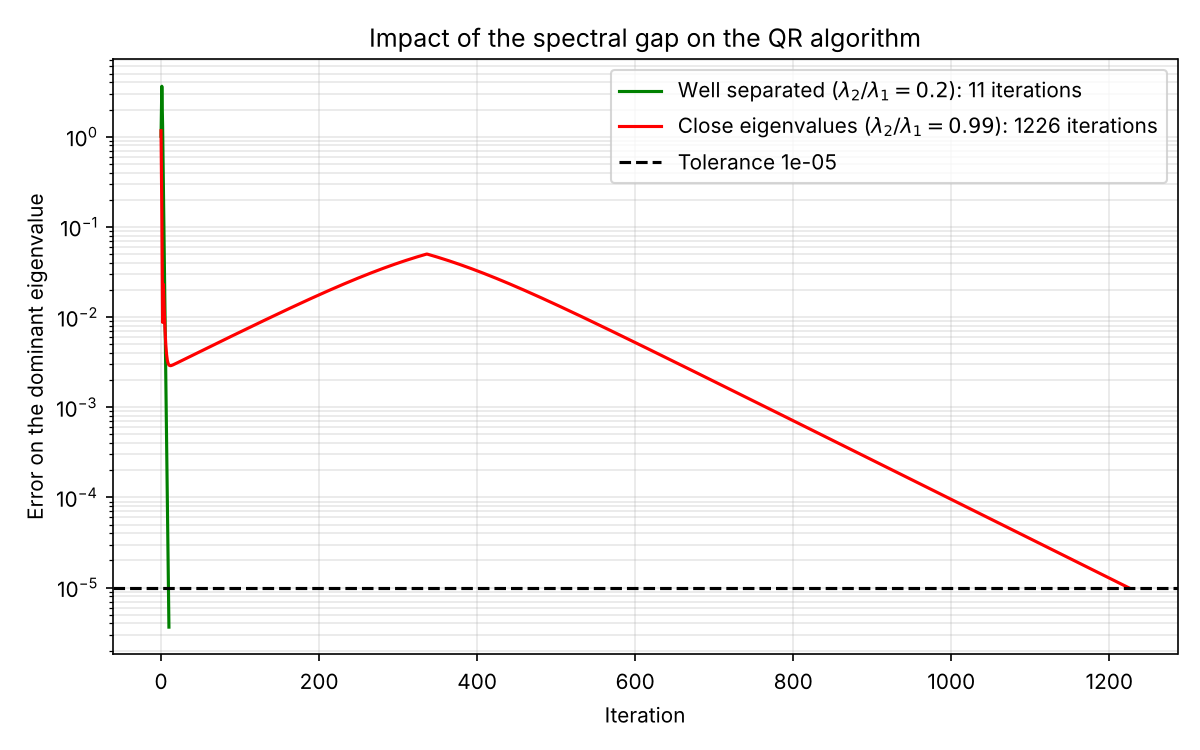 Impact of the spectral gap on the QR algorithm
Well separated (λ₂/λ₁ = 0.2): 11 iterations
Close eigenvalues (λ₂/λ₁ = 0.99): 1226 iterations
Tolerance 1e-05
Error on the dominant eigenvalue
10⁰
10⁻¹
10⁻²
10⁻³
10⁻⁴
10⁻⁵
0 200 400 600 800 1000 1200
Iteration